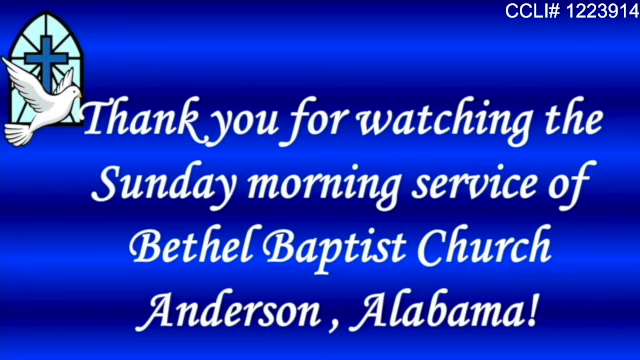 CCLI# 1223914
Thank you for watching the
Sunday morning service of
Bethel Baptist Church
Anderson , Alabama!